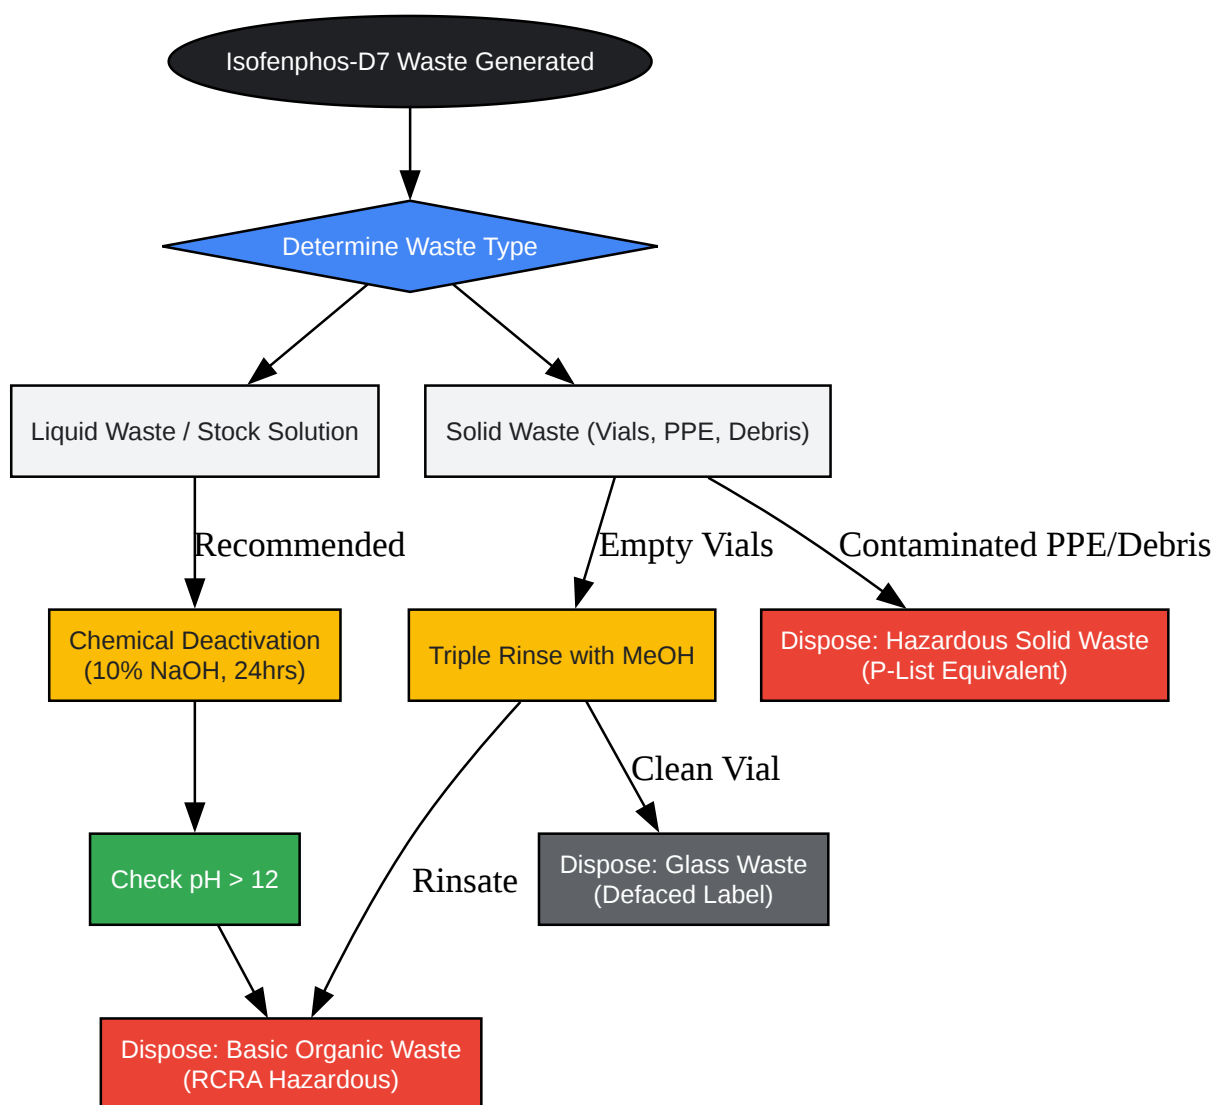 Isofenphos-D7 Waste Generated
Determine Waste Type
Liquid Waste / Stock Solution
Solid Waste (Vials, PPE, Debris)
Recommended
Empty Vials
Contaminated PPE/Debris
Chemical Deactivation
(10% NaOH, 24hrs)
Triple Rinse with MeOH
Dispose: Hazardous Solid Waste
(P-List Equivalent)
Clean Vial
Check pH > 12
Rinsate
Dispose: Glass Waste
(Defaced Label)
Dispose: Basic Organic Waste
(RCRA Hazardous)